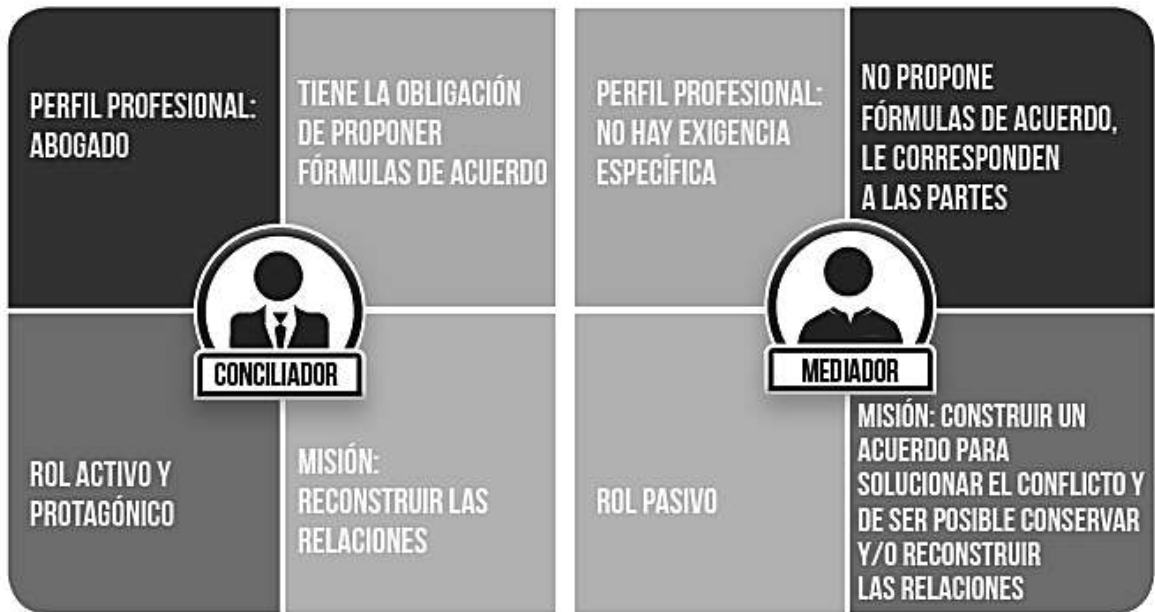 PERFIL PROFESIONAL:
ABOGADO
TIENE LA OBLIGACIÓN
DE PROPONER
FÓRMULAS DE ACUERDO
CONCILIADOR
ROL ACTIVO Y
PROTAGÓNICO
MISIÓN:
RECONSTRUIR LAS
RELACIONES
PERFIL PROFESIONAL:
NO HAY EXIGENCIA
ESPECÍFICA
NO PROPONE
FÓRMULAS DE ACUERDO,
LE CORRESPONDEN
A LAS PARTES
MEDIADOR
ROL PASIVO
MISIÓN: CONSTRUIR UN
ACUERDO PARA
SOLUCIONAR EL CONFLICTO Y
DE SER POSIBLE CONSERVAR
Y/O RECONSTRUIR
LAS RELACIONES